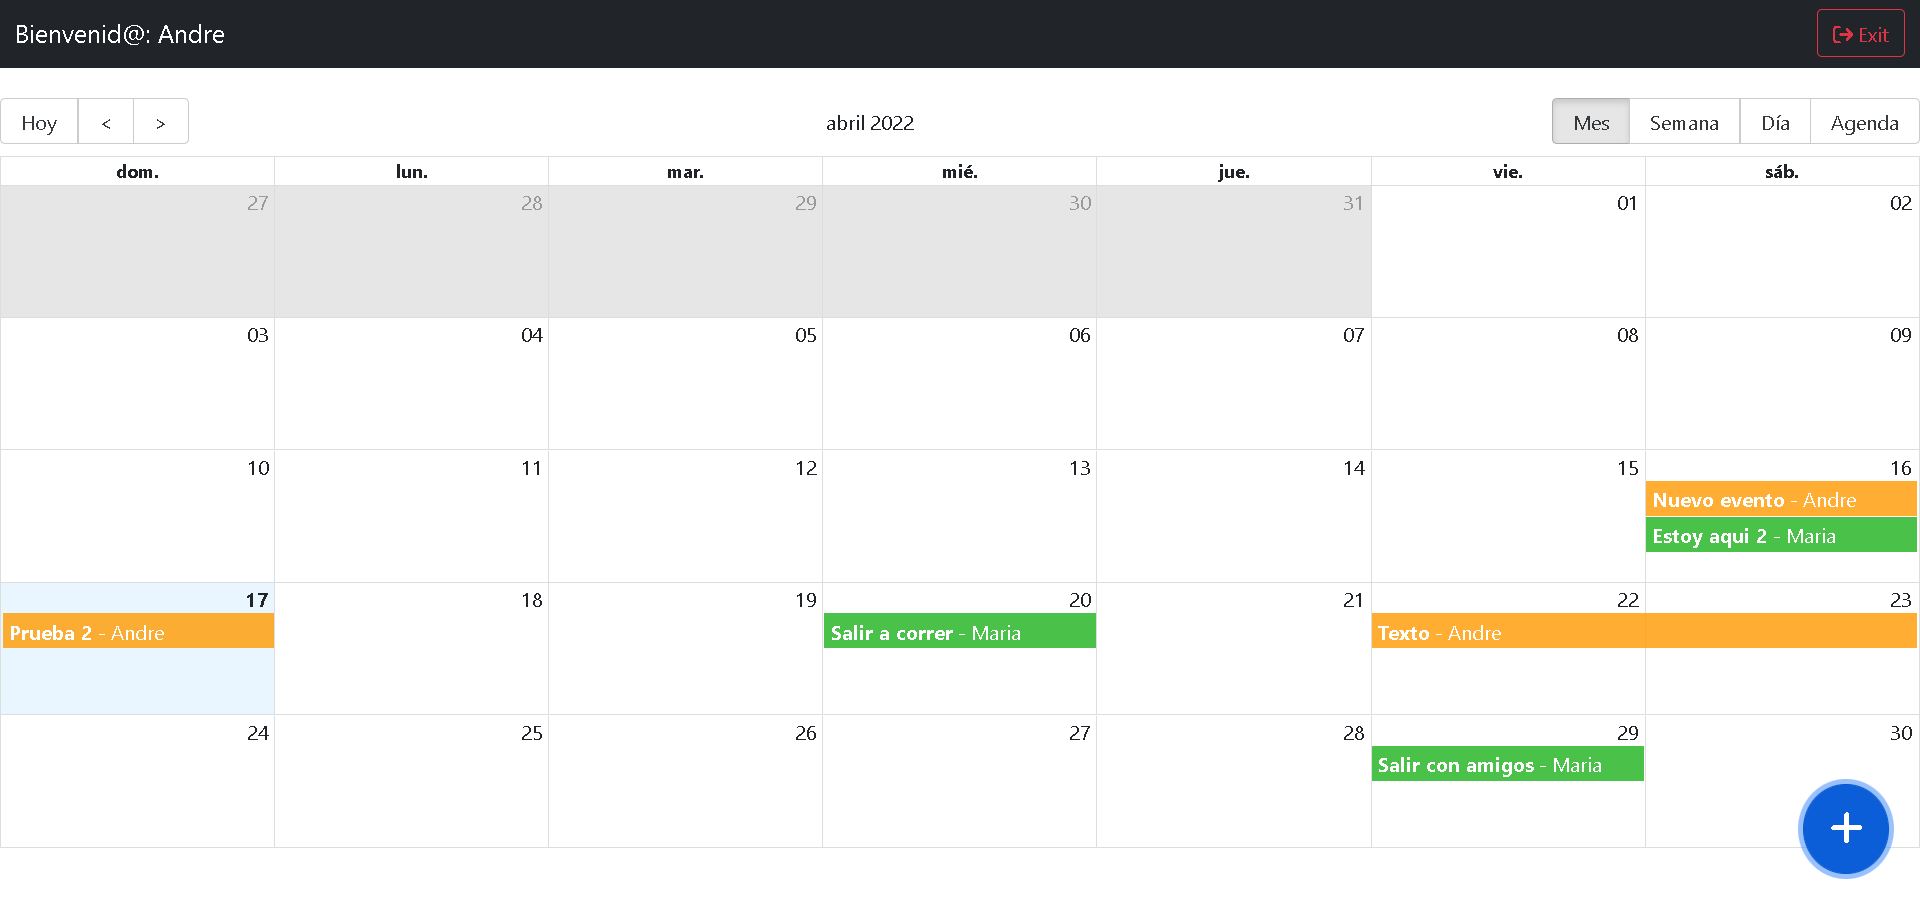 Bienvenid@: Andre
Exit
Hoy < > abril 2022 Mes Semana Día Agenda
dom. lun. mar. mié. jue. vie. sáb.
27 28 29 30 31 01 02
03 04 05 06 07 08 09
10 11 12 13 14 15 16
Nuevo evento - Andre
Estoy aqui 2 - Maria
17 18 19 20 21 22 23
Prueba 2 - Andre Salir a correr - Maria Texto - Andre
24 25 26 27 28 29 30
Salir con amigos - Maria
+